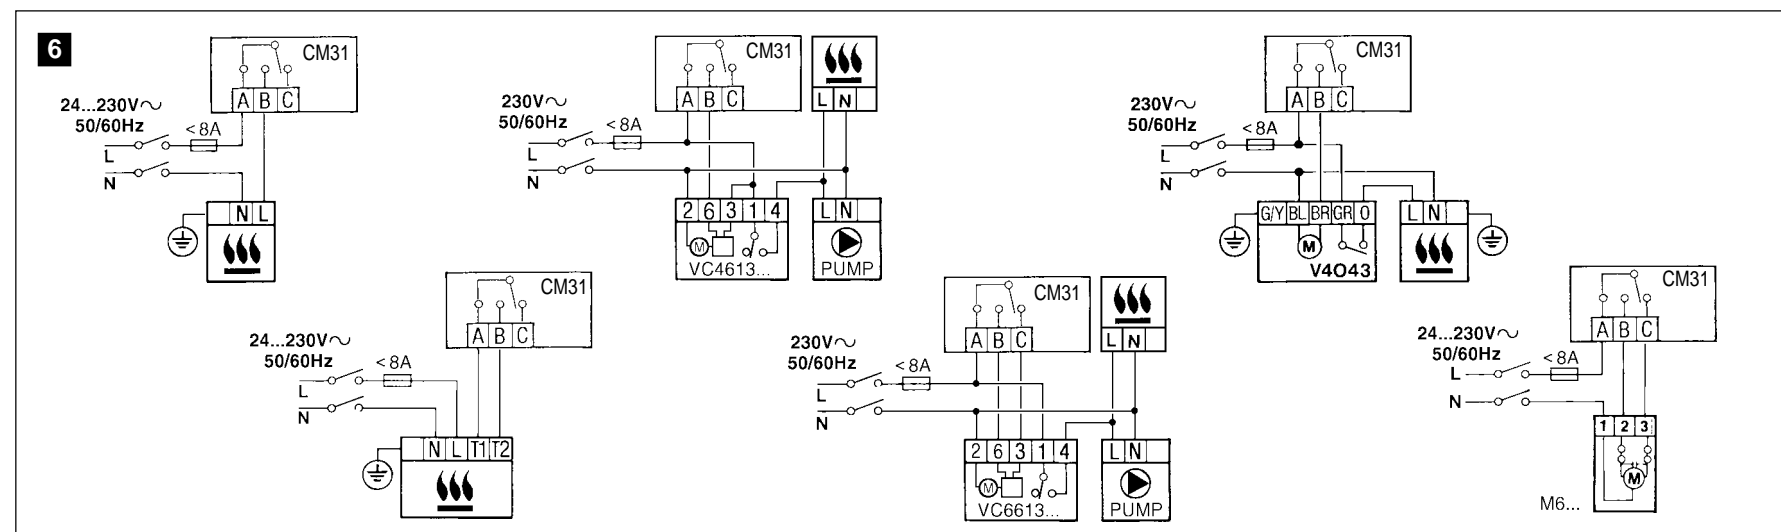 6
CM31
A B C
24...230V~
50/60Hz
<8A
L
N
N L
CM31
A B C
230V~
50/60Hz
<8A
L
N
L N
2 6 3 1 4
M
VC4613...
L N
PUMP
CM31
A B C
230V~
50/60Hz
<8A
L
N
G/Y BL BR GR O
M
V4O43
L N
CM31
A B C
24...230V~
50/60Hz
<8A
L
N
N L T1 T2
CM31
A B C
230V~
50/60Hz
<8A
L
N
L N
2 6 3 1 4
M
VC6613...
L N
PUMP
CM31
A B C
24...230V~
50/60Hz
<8A
L
N
1 2 3
M
M6...